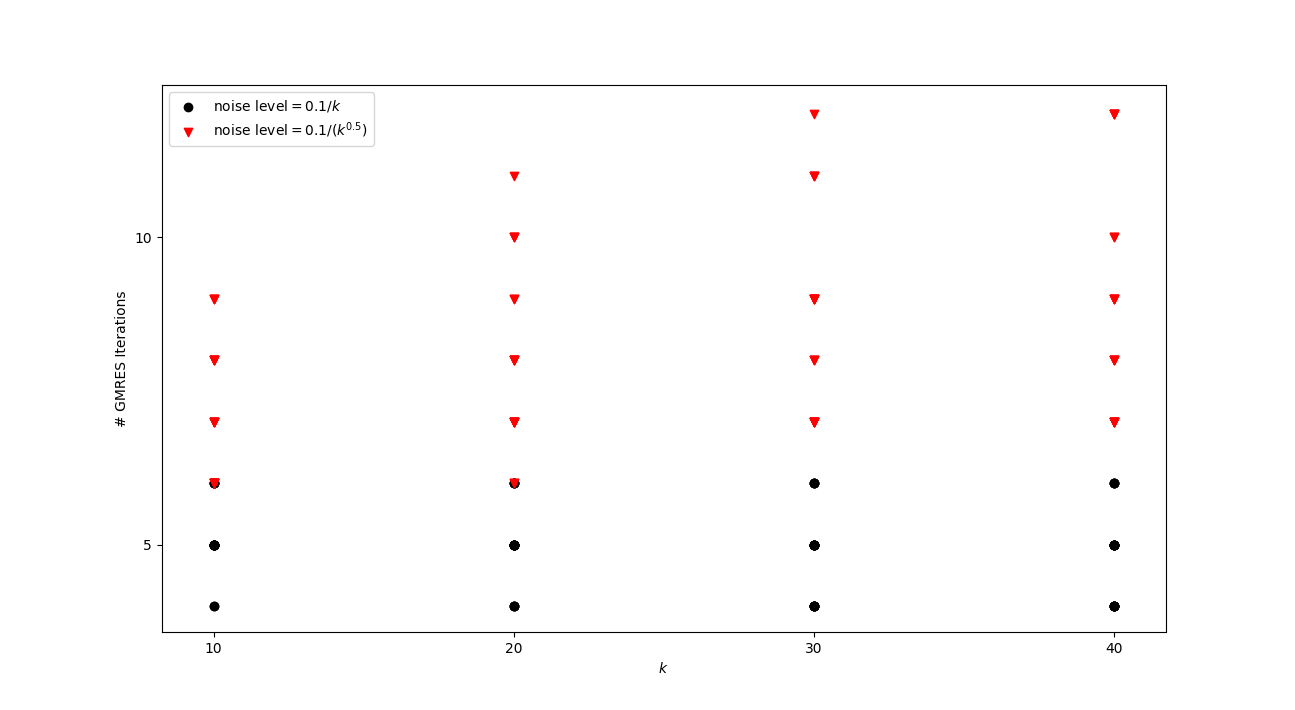 noise level = 0.1/k
noise level = 0.1/(k^0.5)
10
5
# GMRES Iterations
10 20 30 40
k